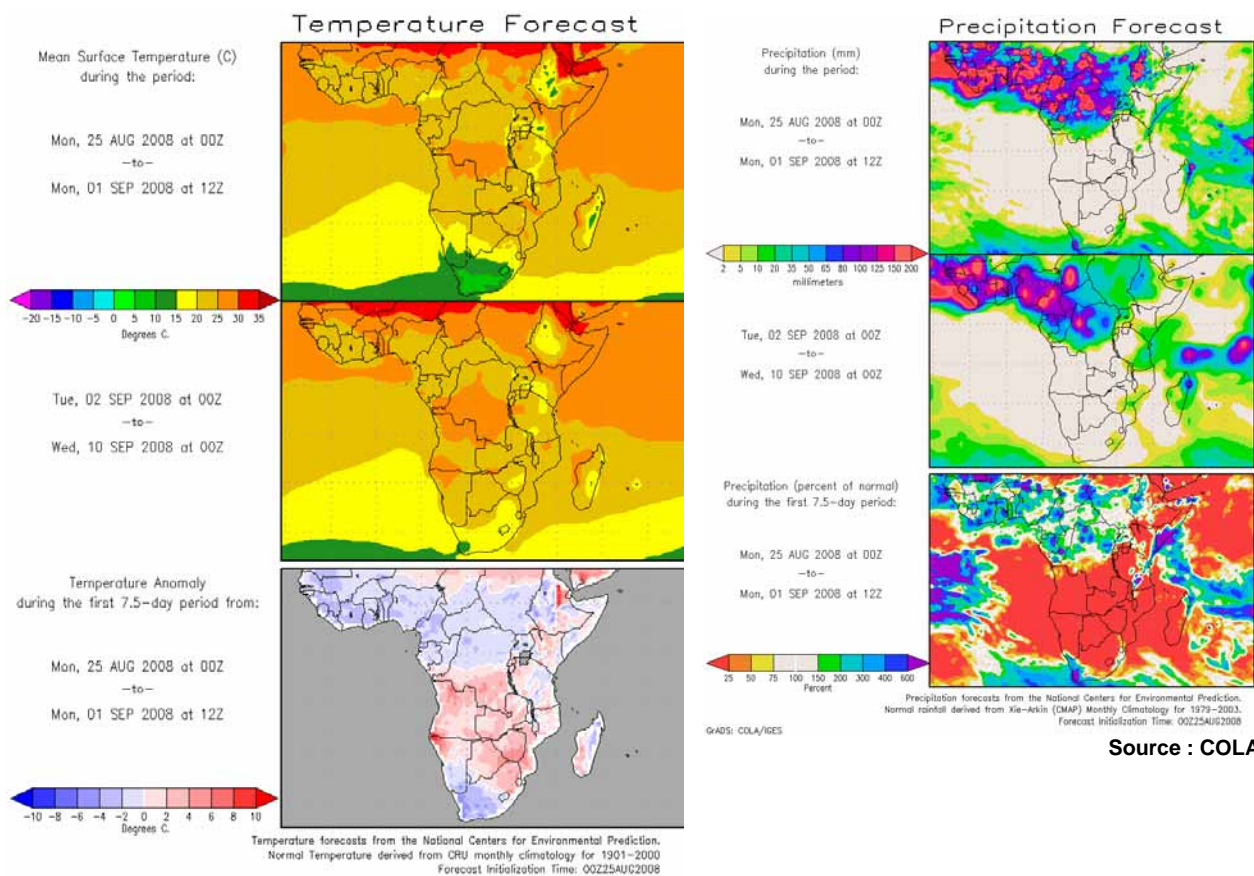 Temperature Forecast
Mean Surface Temperature (C)
during the period:
Mon, 25 AUG 2008 at 00Z
-to-
Mon, 01 SEP 2008 at 12Z
-20 -15 -10 -5 0 5 10 15 20 25 30 35
Degrees C.
Tue, 02 SEP 2008 at 00Z
-to-
Wed, 10 SEP 2008 at 00Z
Temperature Anomaly
during the first 7.5-day period from:
Mon, 25 AUG 2008 at 00Z
-to-
Mon, 01 SEP 2008 at 12Z
-10 -8 -6 -4 -2 0 2 4 6 8 10
Degrees C.
Temperature forecasts from the National Centers for Environmental Prediction.
Normal Temperature derived from CRU monthly climatology for 1901-2000
Forecast Initialization Time: 00Z25AUG2008
Precipitation Forecast
Precipitation (mm)
during the period:
Mon, 25 AUG 2008 at 00Z
-to-
Mon, 01 SEP 2008 at 12Z
2 5 10 20 35 50 65 80 100 125 150 200
millimeters
Tue, 02 SEP 2008 at 00Z
-to-
Wed, 10 SEP 2008 at 00Z
Precipitation (percent of normal)
during the first 7.5-day period:
Mon, 25 AUG 2008 at 00Z
-to-
Mon, 01 SEP 2008 at 12Z
25 50 75 100 150 200 300 400 600
Percent
Precipitation forecasts from the National Centers for Environmental Prediction.
Normal rainfall derived from Xie-Arkin (CMAP) Monthly Climatology for 1979-2003.
Forecast Initialization Time: 00Z25AUG2008
GrADS: COLA/IGES
Source : COLA